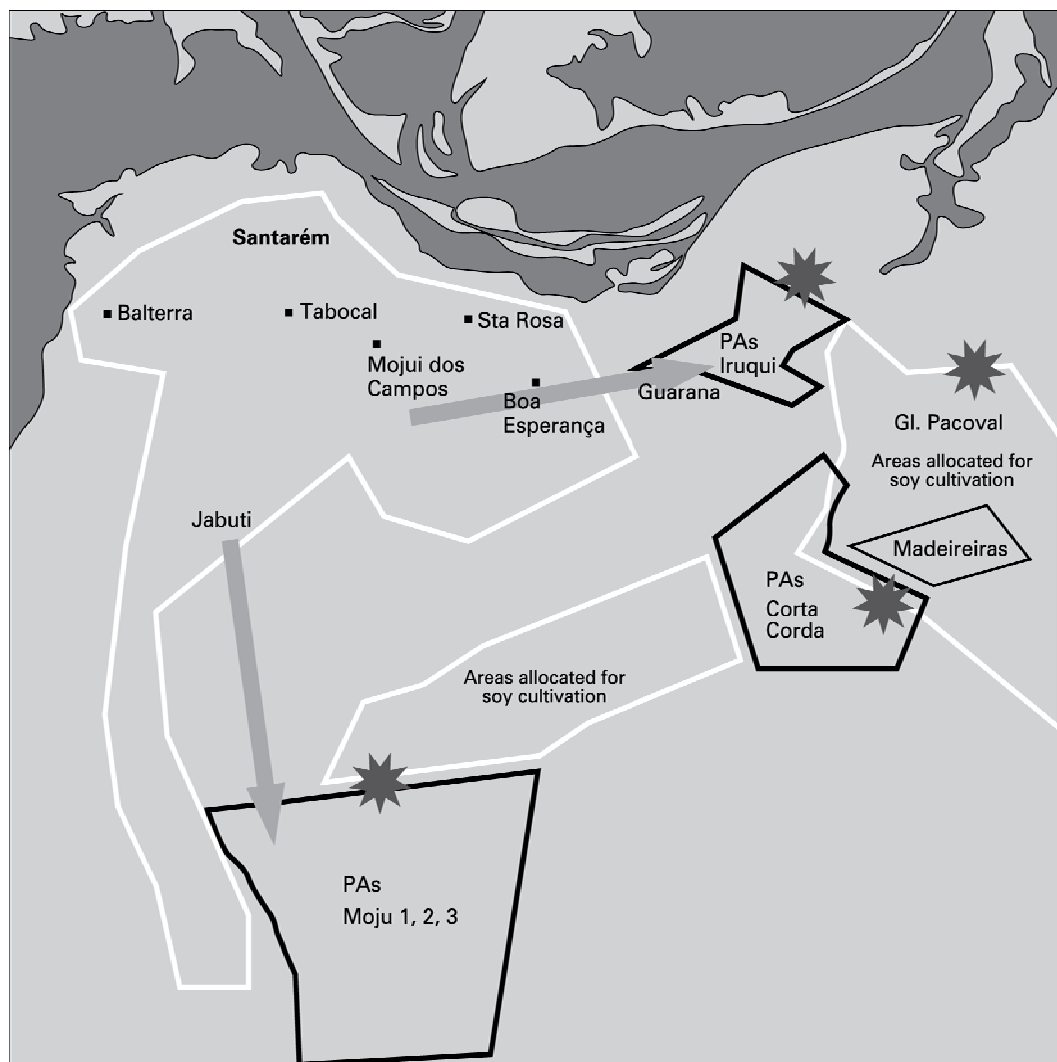 Santarém
Balterra
Tabocal
Sta Rosa
Mojui dos
Campos
Boa
Esperança
PAs
Iruqui
Guarana
Gl. Pacoval
Areas allocated for
soy cultivation
Jabuti
Madeireiras
PAs
Corta
Corda
Areas allocated for
soy cultivation
PAs
Moju 1, 2, 3